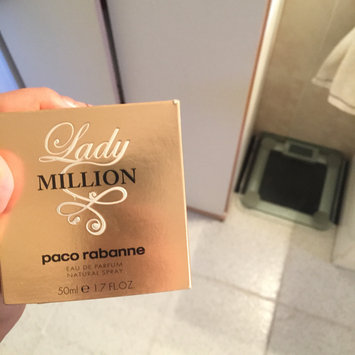 Lady
MILLION
paco rabanne
EAU DE PARFUM
NATURAL SPRAY
50ml e 1.7 FL.OZ.